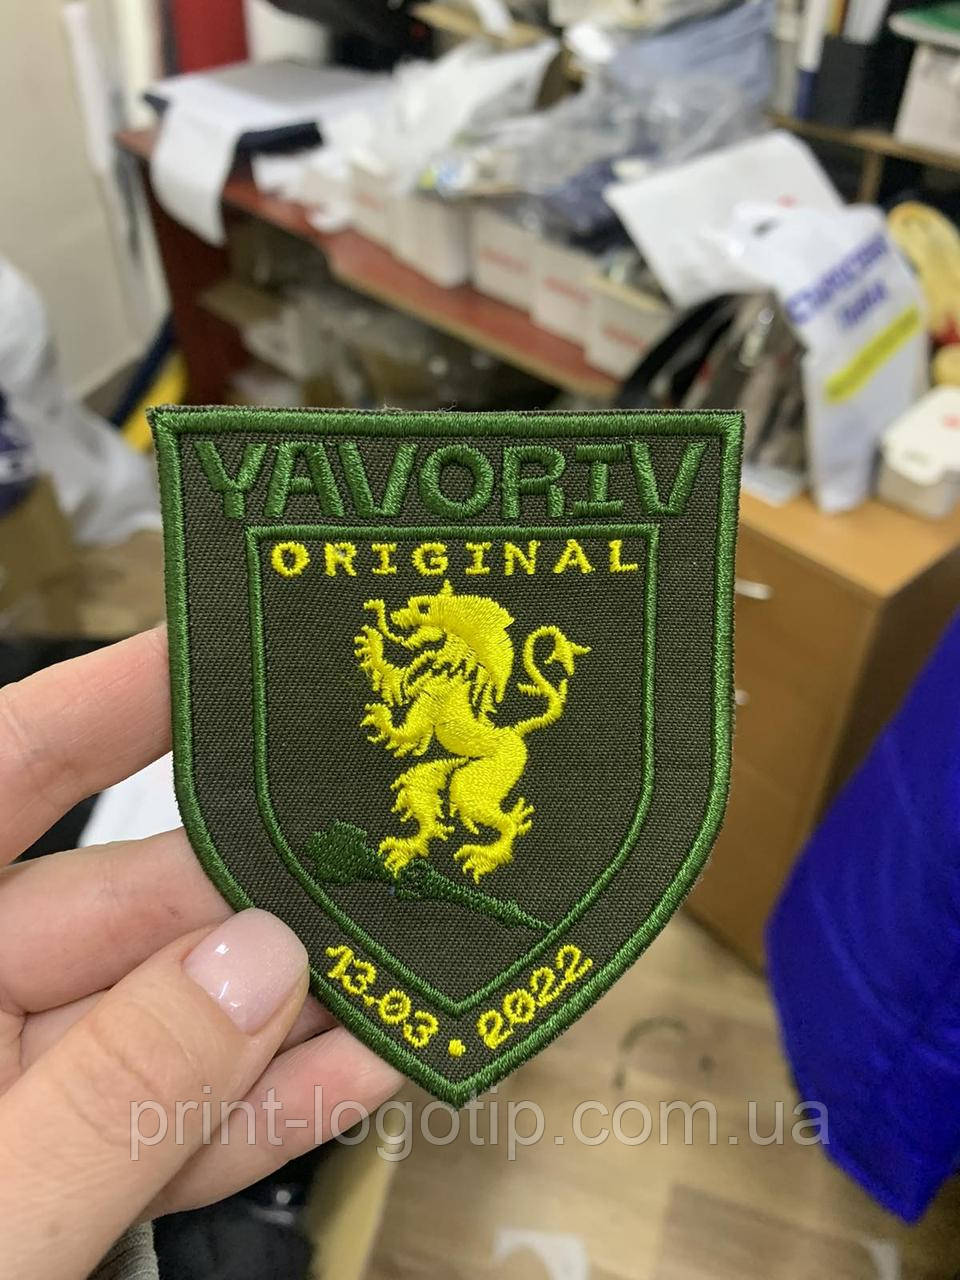 YAVORIV
ORIGINAL
13.03 • 2022
print-logotip.com.ua